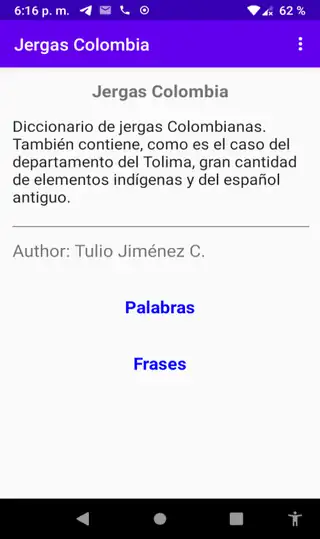 6:16 p. m. 62 %
Jergas Colombia
Jergas Colombia
Diccionario de jergas Colombianas.
También contiene, como es el caso del
departamento del Tolima, gran cantidad
de elementos indígenas y del español
antiguo.
Author: Tulio Jiménez C.
Palabras
Frases